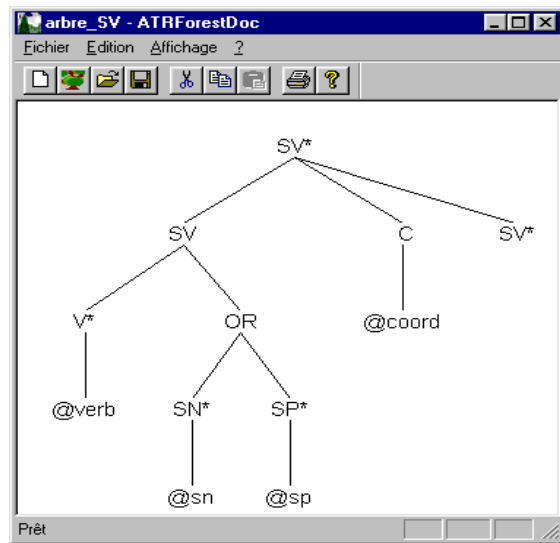 arbre_SV - ATRForestDoc
Fichier Edition Affichage ?
SV*
SV C SV*
V* OR @coord
@verb SN* SP*
@sn @sp
Prêt